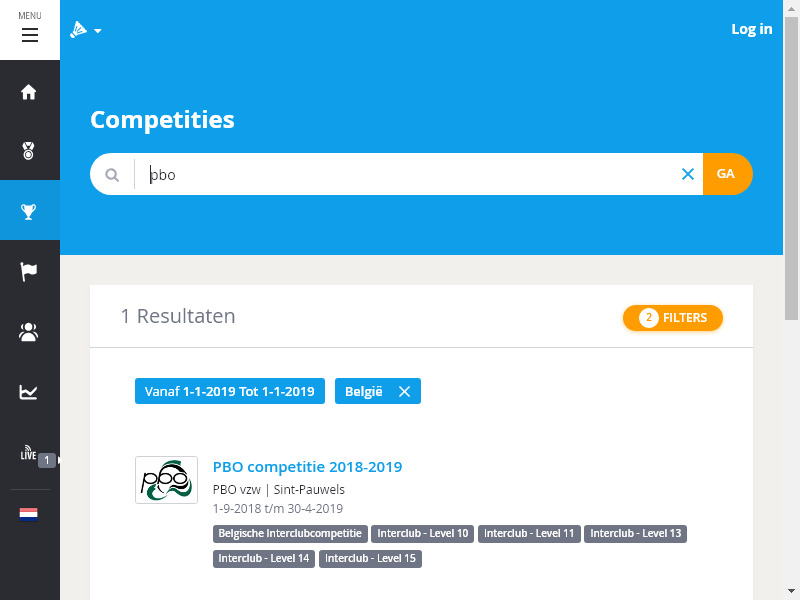 MENU
Log in
Competities
pbo
GA
1 Resultaten
2 FILTERS
Vanaf 1-1-2019 Tot 1-1-2019
België
pbo
PBO competitie 2018-2019
PBO vzw | Sint-Pauwels
1-9-2018 t/m 30-4-2019
Belgische Interclubcompetitie
Interclub - Level 10
Interclub - Level 11
Interclub - Level 13
Interclub - Level 14
Interclub - Level 15
LIVE
1